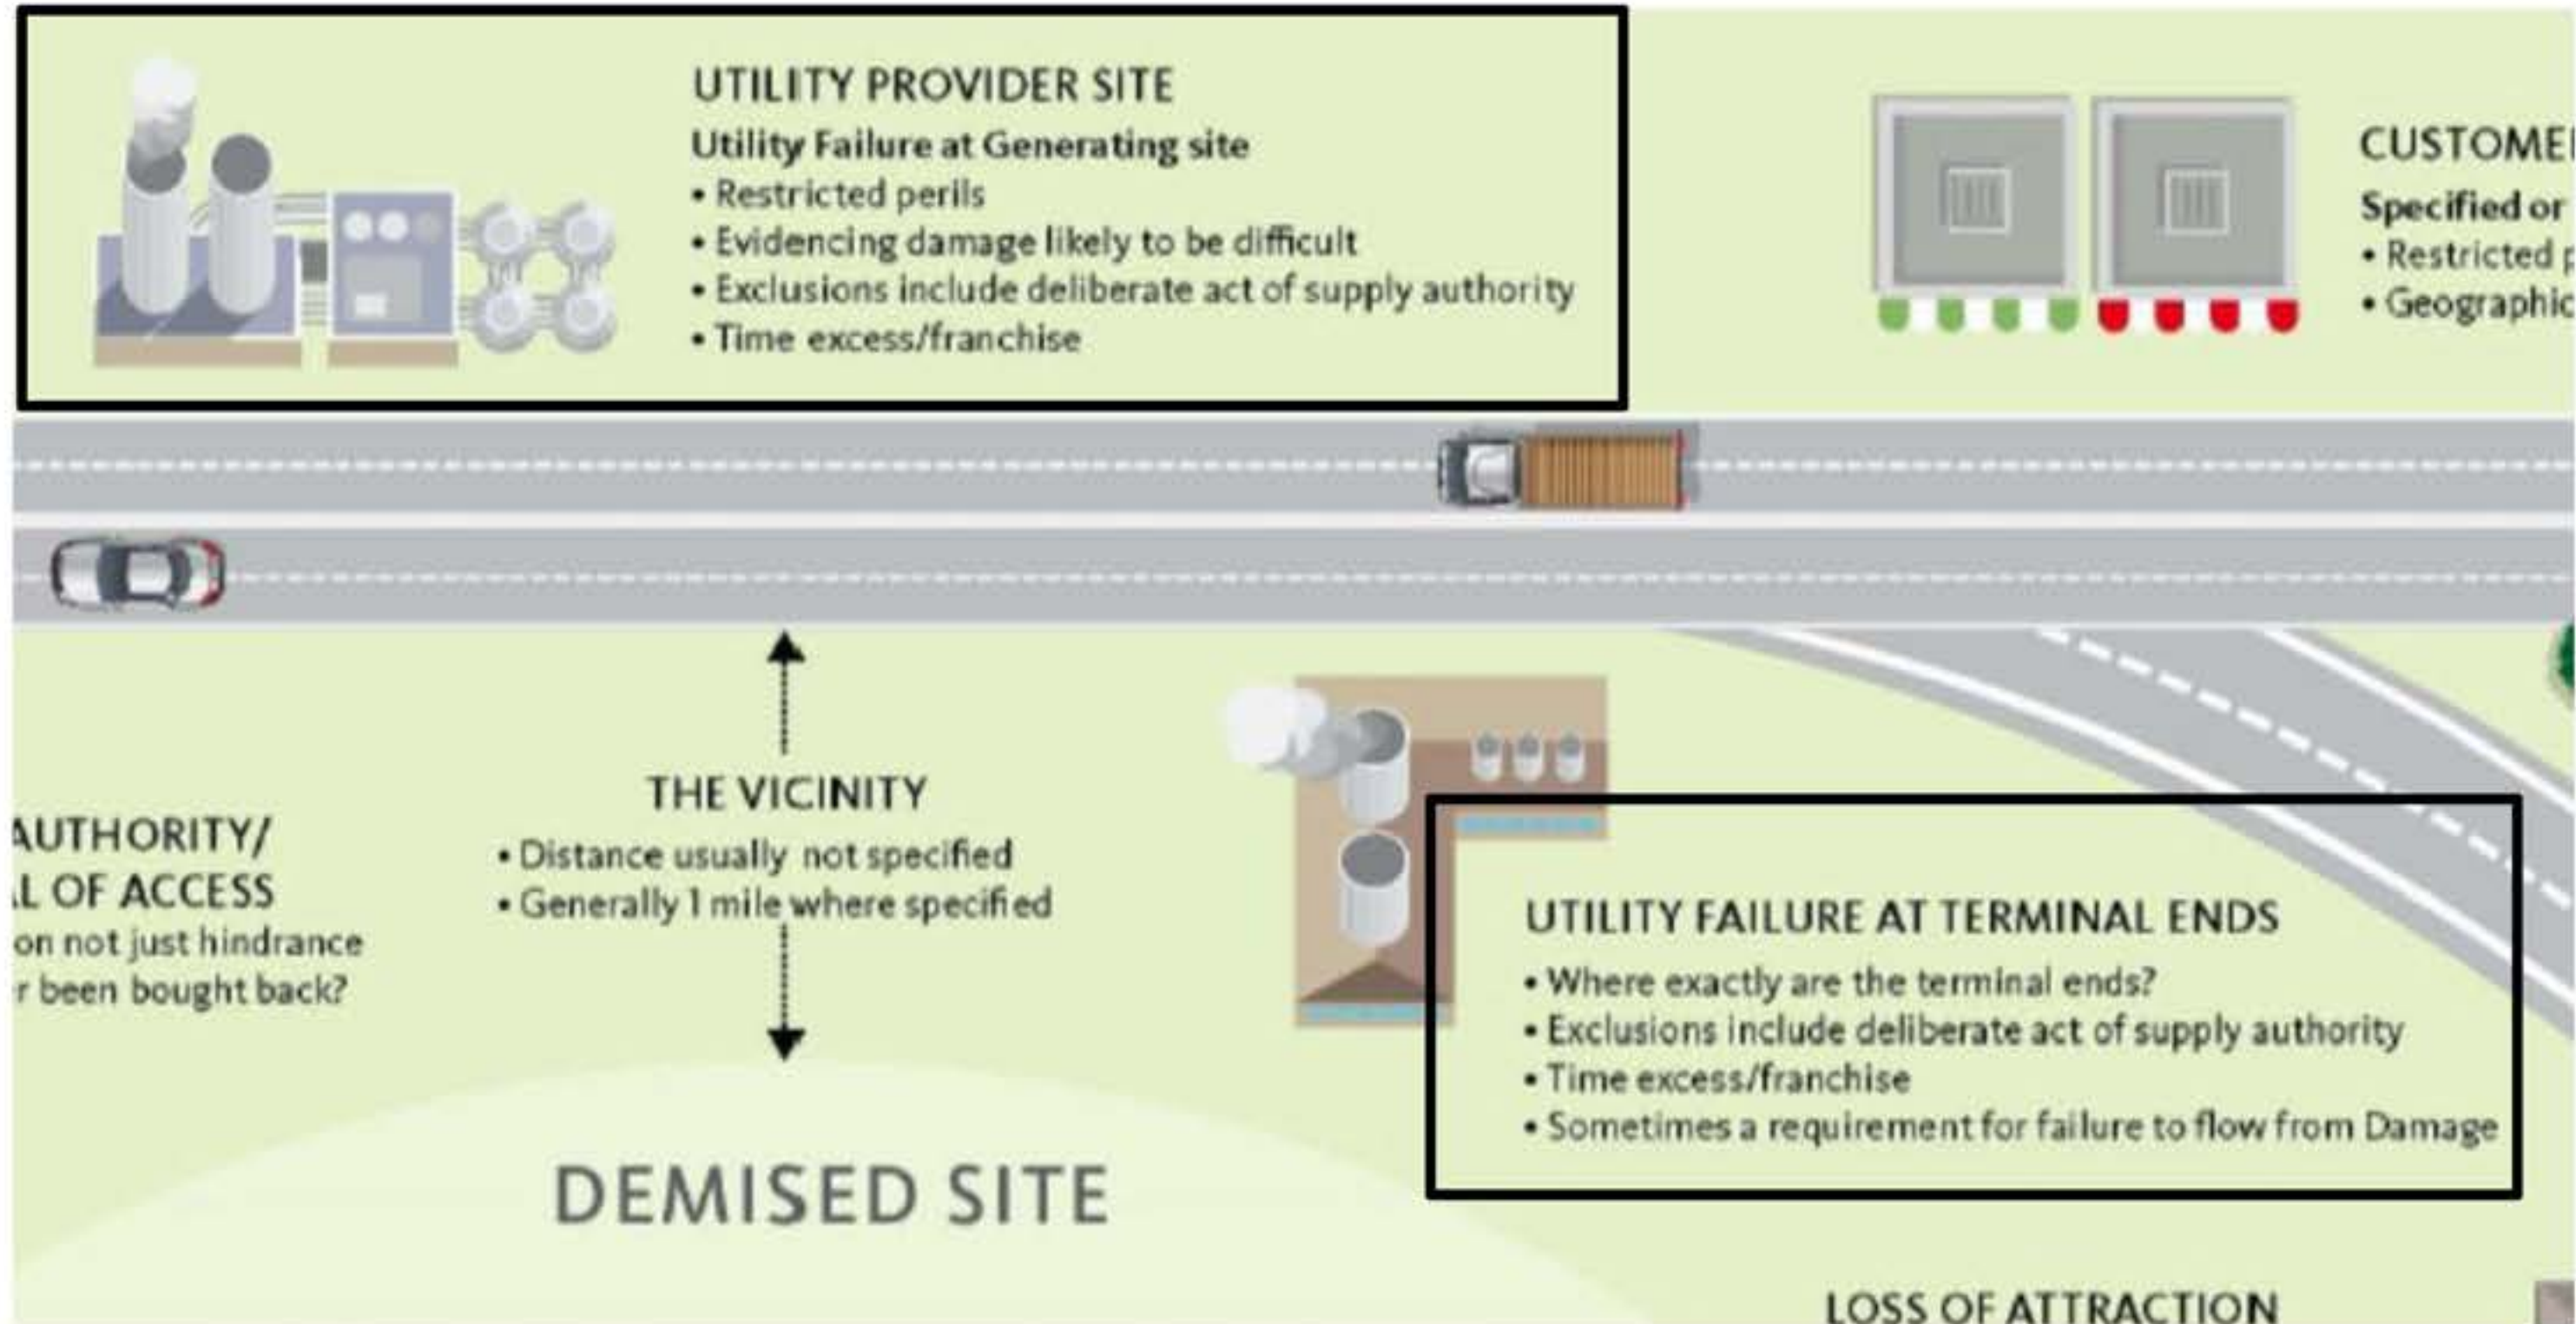 UTILITY PROVIDER SITE
Utility Failure at Generating site
• Restricted perils
• Evidencing damage likely to be difficult
• Exclusions include deliberate act of supply authority
• Time excess/franchise
Specified or
• Restricted
THE VICINITY
• Distance usually not specified
• Generally 1 mile where specified
AUTHORITY/
OF ACCESS
on not just hindrance
been bought back?
UTILITY FAILURE AT TERMINAL ENDS
• Where exactly are the terminal ends?
• Exclusions include deliberate act of supply authority
• Time excess/franchise
• Sometimes a requirement for failure to flow from Damage
DEMISED SITE
LOSS OF ATTRACTION